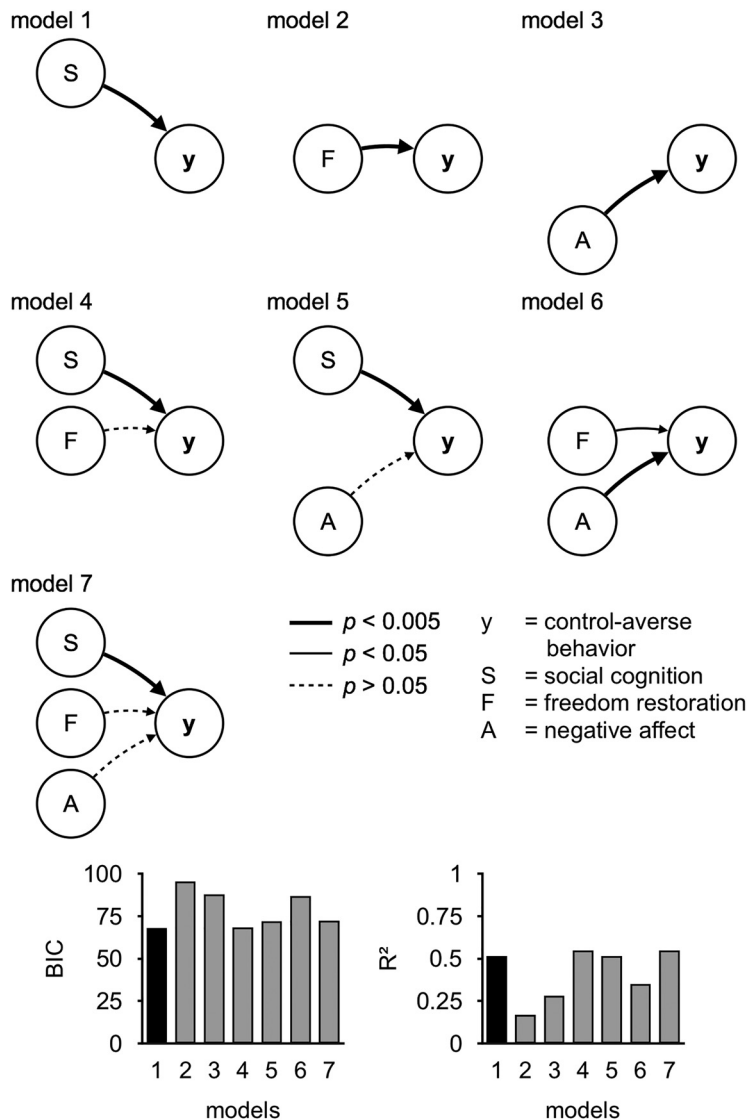 model 1 model 2 model 3
S
y
F y
y
A
model 4 model 5 model 6
S
F y
S
y
A
F y
A
model 7
S
F y
A
p < 0.005
p < 0.05
p > 0.05
y = control-averse
behavior
S = social cognition
F = freedom restoration
A = negative affect
BIC
100
75
50
25
0
1 2 3 4 5 6 7
models
R²
1
0.75
0.5
0.25
0
1 2 3 4 5 6 7
models